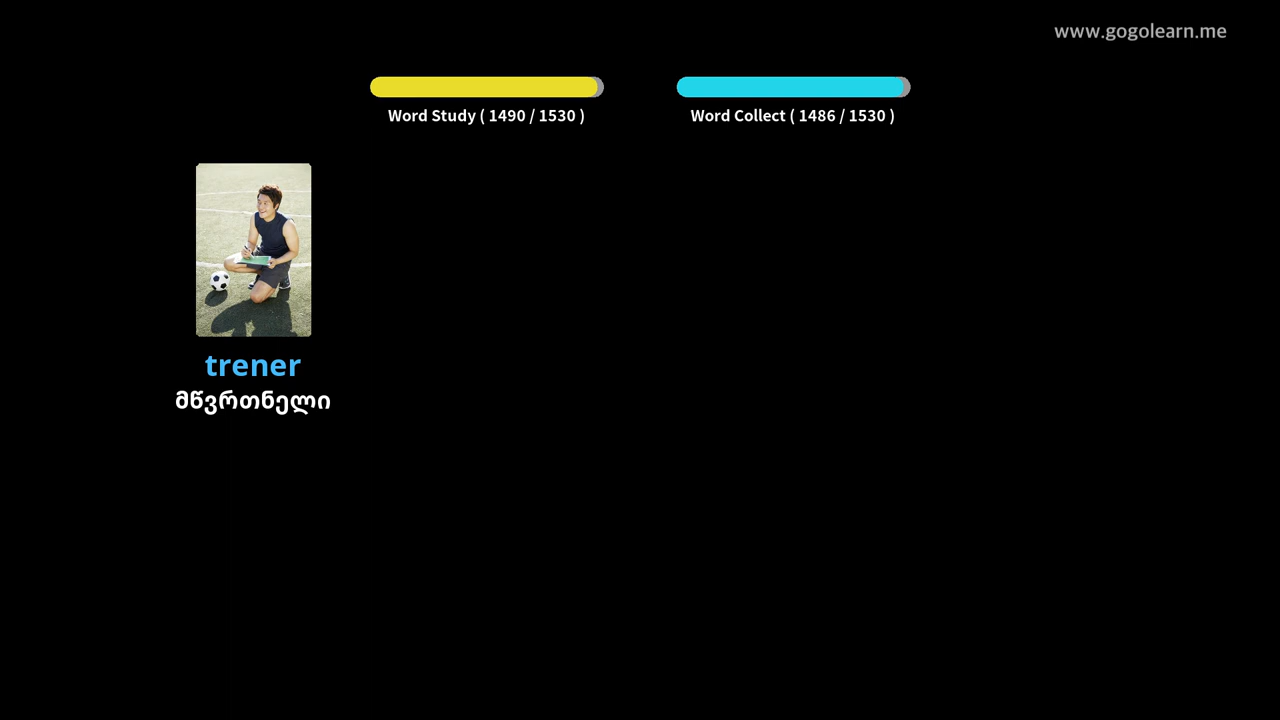 www.gogolearn.me
Word Study ( 1490 / 1530 )
Word Collect ( 1486 / 1530 )
trener
მწვრთნელი